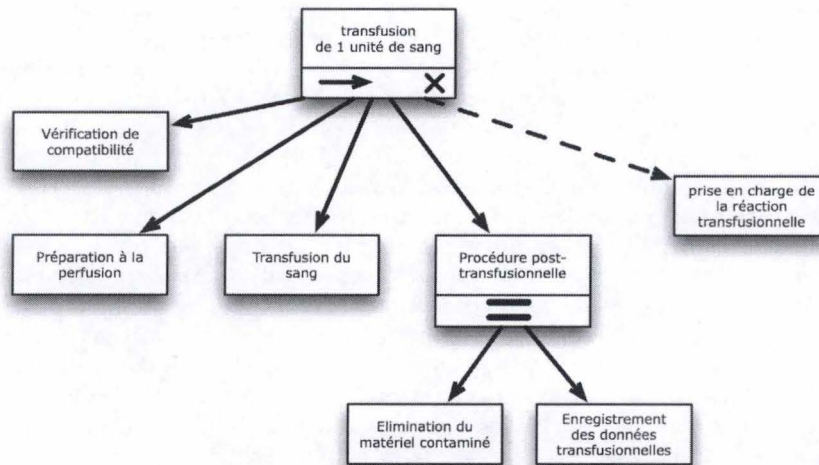 transfusion
de 1 unité de sang
Vérification de
compatibilité
prise en charge de
la réaction
transfusionnelle
Préparation à la
perfusion
Transfusion du
sang
Procédure post-
transfusionnelle
Elimination du
matériel contaminé
Enregistrement
des données
transfusionnelles